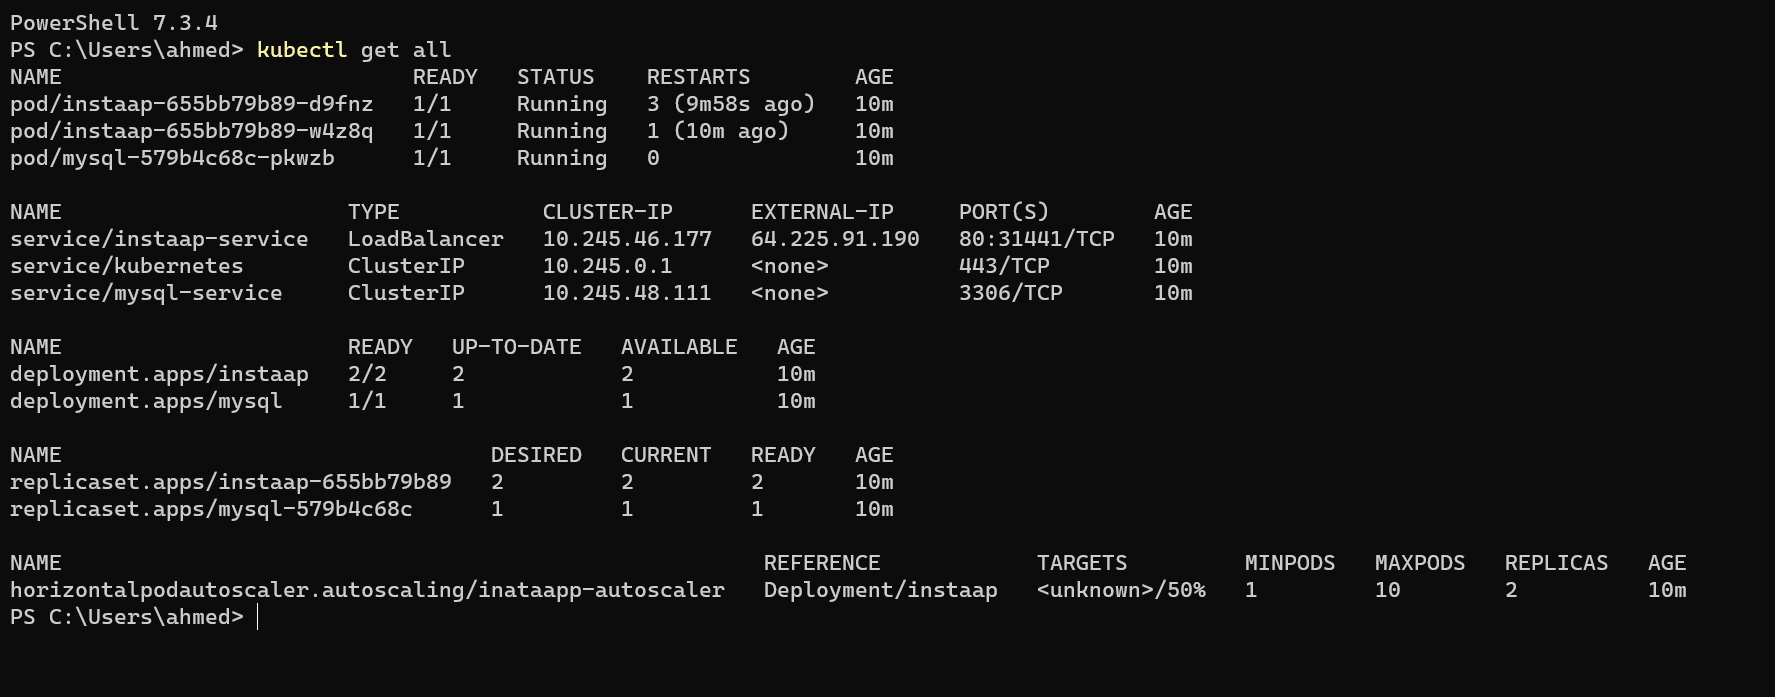 PowerShell 7.3.4
PS C:\Users\ahmed> kubectl get all
NAME READY STATUS RESTARTS AGE
pod/instaap-655bb79b89-d9fnz 1/1 Running 3 (9m58s ago) 10m
pod/instaap-655bb79b89-w4z8q 1/1 Running 1 (10m ago) 10m
pod/mysql-579b4c68c-pkwzb 1/1 Running 0 10m
NAME TYPE CLUSTER-IP EXTERNAL-IP PORT(S) AGE
service/instaap-service LoadBalancer 10.245.46.177 64.225.91.190 80:31441/TCP 10m
service/kubernetes ClusterIP 10.245.0.1 <none> 443/TCP 10m
service/mysql-service ClusterIP 10.245.48.111 <none> 3306/TCP 10m
NAME READY UP-TO-DATE AVAILABLE AGE
deployment.apps/instaap 2/2 2 2 10m
deployment.apps/mysql 1/1 1 1 10m
NAME DESIRED CURRENT READY AGE
replicaset.apps/instaap-655bb79b89 2 2 2 10m
replicaset.apps/mysql-579b4c68c 1 1 1 10m
NAME REFERENCE TARGETS MINPODS MAXPODS REPLICAS AGE
horizontalpodautoscaler.autoscaling/inataapp-autoscaler Deployment/instaap <unknown>/50% 1 10 2 10m
PS C:\Users\ahmed>